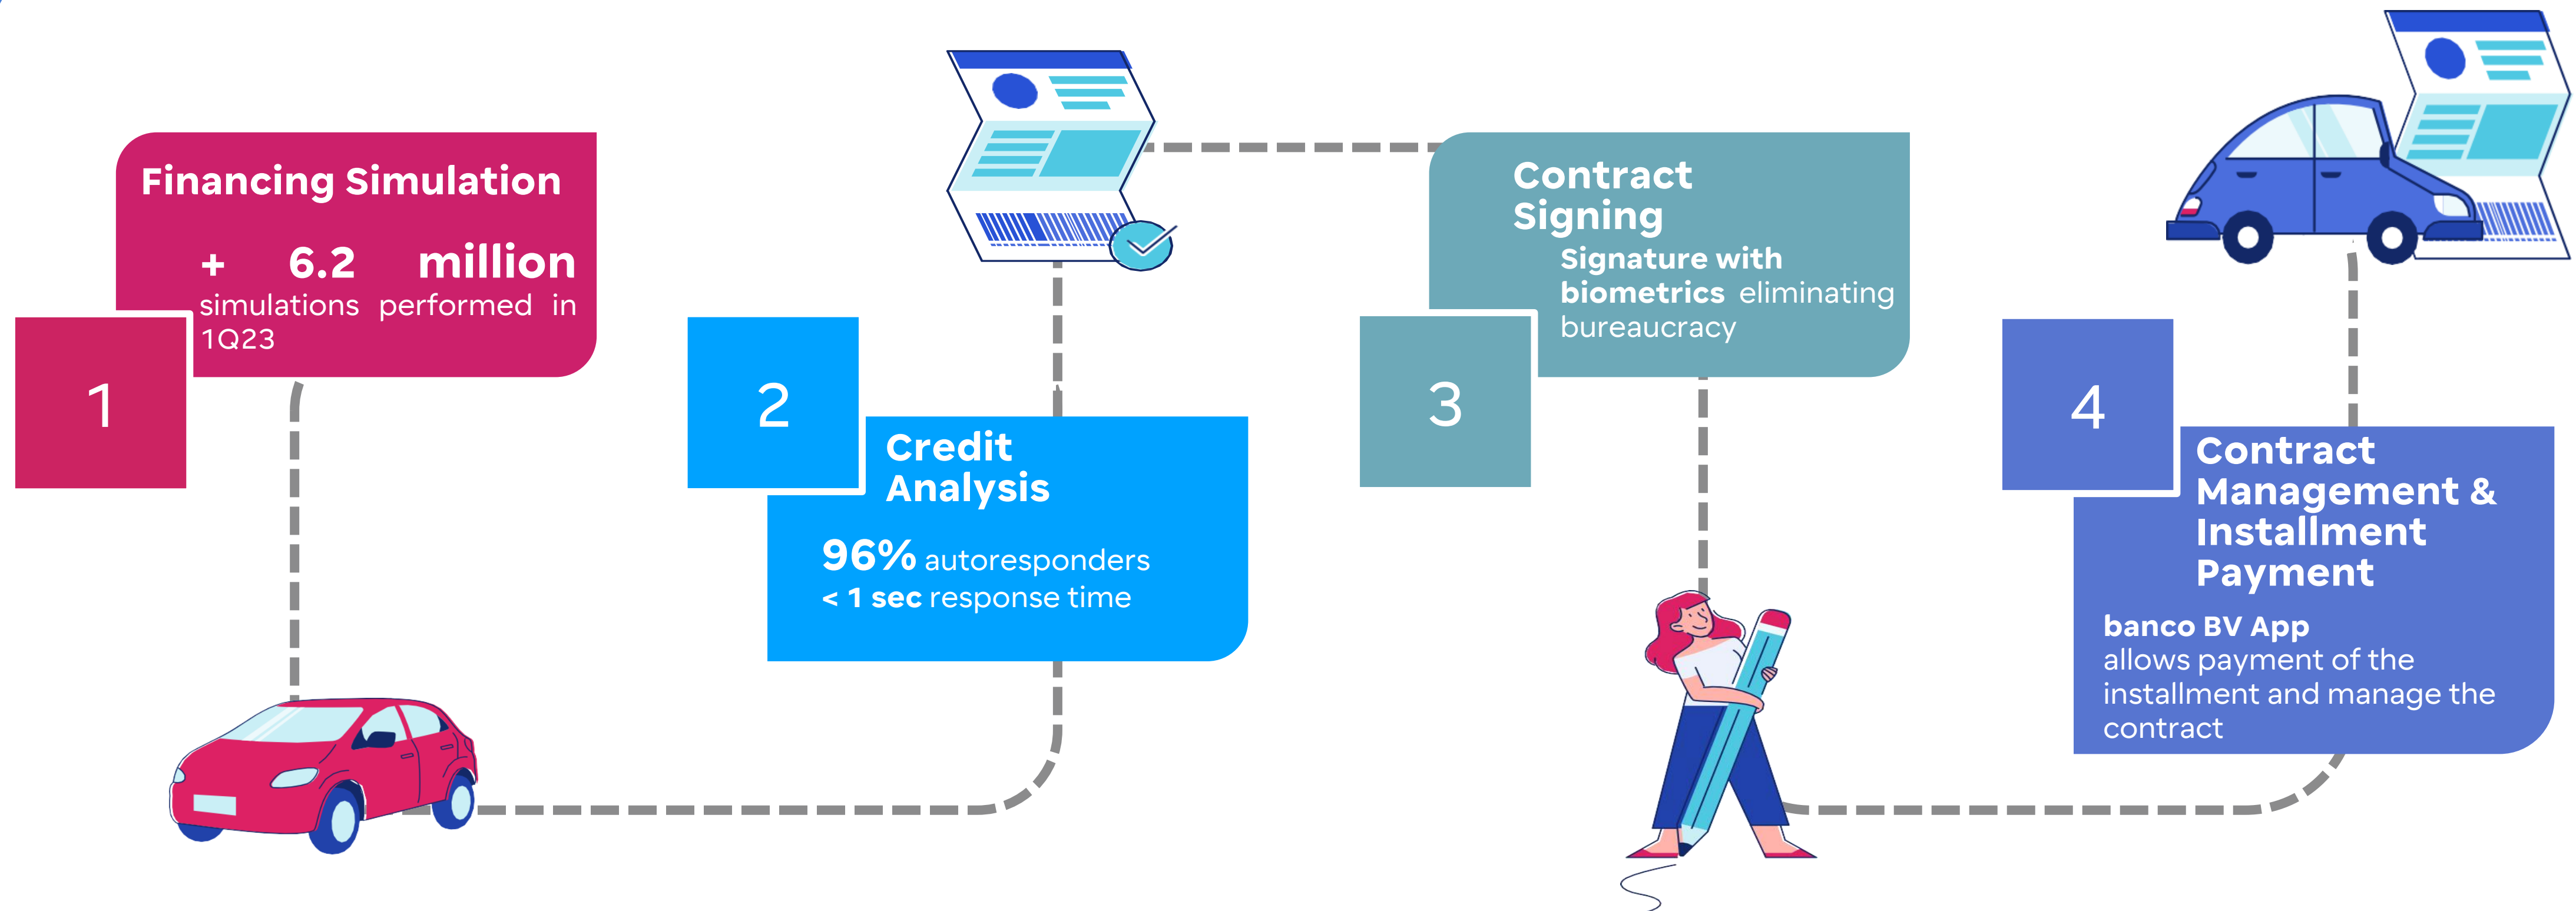 1
Financing Simulation
+ 6.2 million
simulations performed in
1Q23
2
Credit
Analysis
96% autoresponders
< 1 sec response time
3
Contract
Signing
Signature with
biometrics eliminating
bureaucracy
4
Contract
Management &
Installment
Payment
banco BV App
allows payment of the
installment and manage the
contract